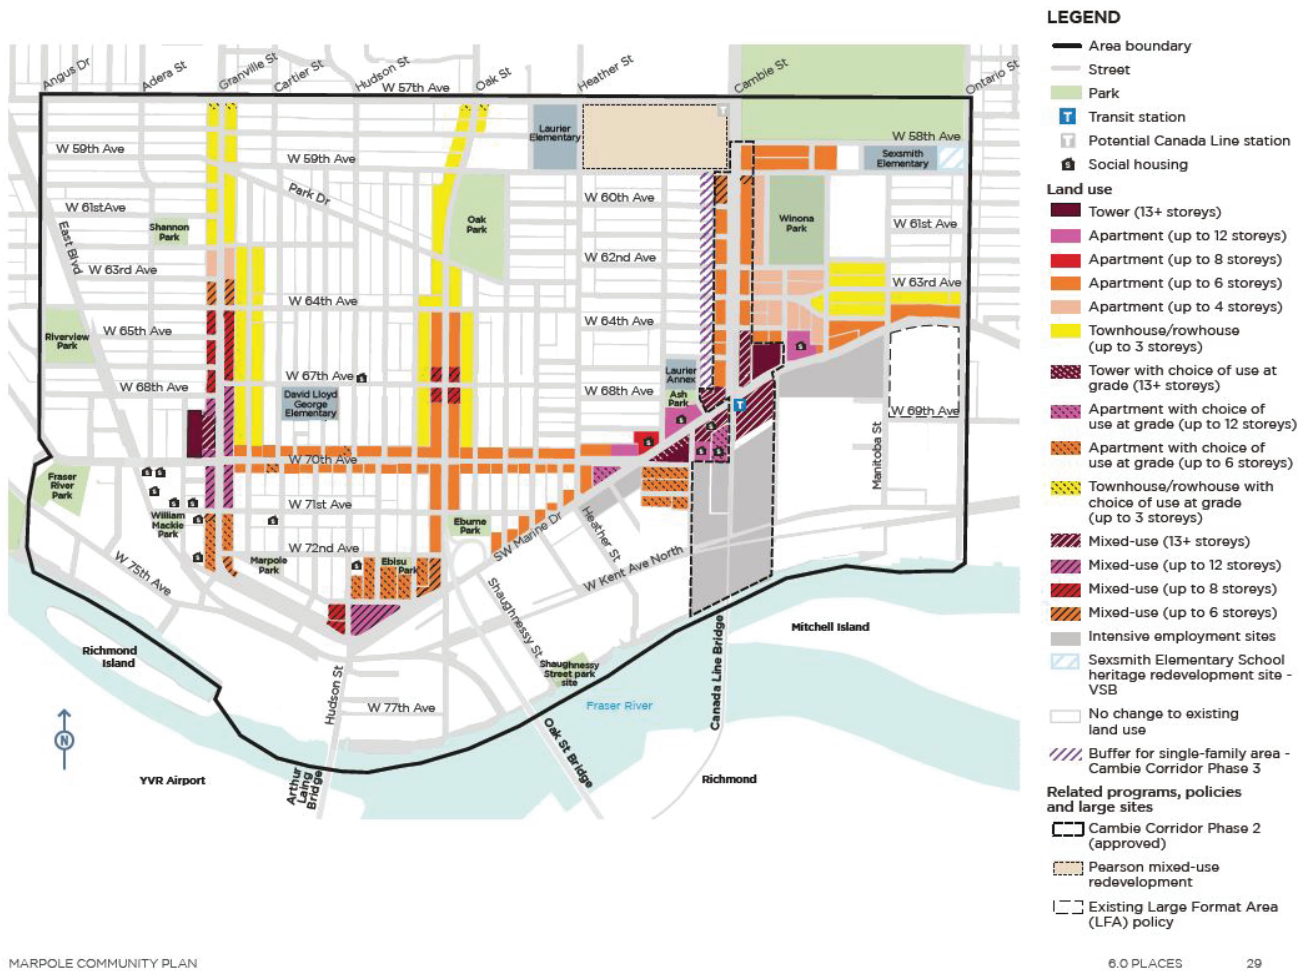 Angus Dr
Adera St
Granville St
Cartier St
Hudson St
W 57th Ave
Oak St
Heather St
Cambie St
Ontario St
Laurier
Elementary
T
W 58th Ave
Sexsmith
Elementary
W 59th Ave
W 59th Ave
Park Dr
W 60th Ave
W 61stAve
Shannon
Park
Oak
Park
Winona
Park
W 61st Ave
East Blvd
W 62nd Ave
W 63rd Ave
W 63rd Ave
W 64th Ave
W 64th Ave
W 65th Ave
Riverview
Park
W 67th Ave
W 68th Ave
Laurier
Annex
W 68th Ave
David Lloyd
George
Elementary
Ash
Park
T
W 69th Ave
Manitoba St
W 70th Ave
Fraser
River
Park
W 71st Ave
William
Mackie
Park
Eburne
Park
SW Marine Dr
Heather St
W 72nd Ave
W 75th Ave
Marpole
Park
Ebisu
Park
W Kent Ave North
Shaughnessy St
Canada Line Bridge
Mitchell Island
Richmond
Island
Shaughnessy
Street park
site
Hudson St
W 77th Ave
Fraser River
Oak St Bridge
N
YVR Airport
Arthur
Laing
Bridge
Richmond
LEGEND
Area boundary
Street
Park
T Transit station
T Potential Canada Line station
S Social housing
Land use
Tower (13+ storeys)
Apartment (up to 12 storeys)
Apartment (up to 8 storeys)
Apartment (up to 6 storeys)
Apartment (up to 4 storeys)
Townhouse/rowhouse
(up to 3 storeys)
Tower with choice of use at
grade (13+ storeys)
Apartment with choice of
use at grade (up to 12 storeys)
Apartment with choice of
use at grade (up to 6 storeys)
Townhouse/rowhouse with
choice of use at grade
(up to 3 storeys)
Mixed-use (13+ storeys)
Mixed-use (up to 12 storeys)
Mixed-use (up to 8 storeys)
Mixed-use (up to 6 storeys)
Intensive employment sites
Sexsmith Elementary School
heritage redevelopment site -
VSB
No change to existing
land use
Buffer for single-family area -
Cambie Corridor Phase 3
Related programs, policies
and large sites
Cambie Corridor Phase 2
(approved)
Pearson mixed-use
redevelopment
Existing Large Format Area
(LFA) policy
MARPOLE COMMUNITY PLAN
6.0 PLACES 29